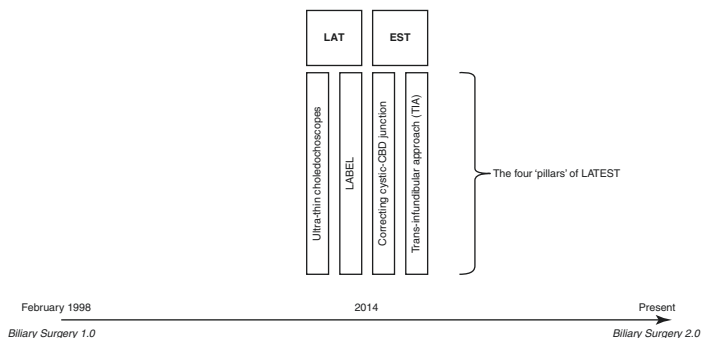 LAT
EST
Ultra-thin choledochoscopes
LABEL
Correcting cystic-CBD junction
Trans-infundibular approach (TIA)
The four ‘pillars’ of LATEST
February 1998
2014
Present
Biliary Surgery 1.0
Biliary Surgery 2.0